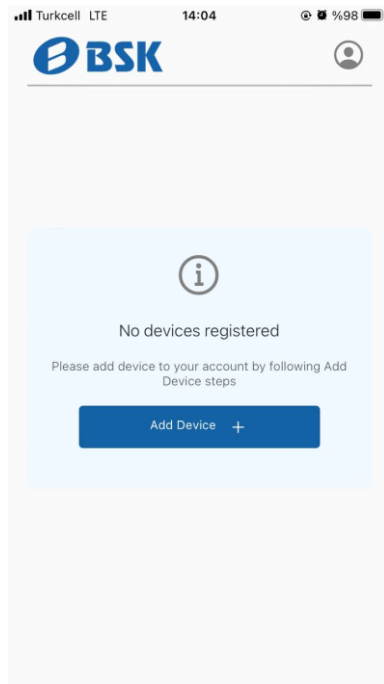 Turkcell LTE 14:04 %98
BSK
No devices registered
Please add device to your account by following Add
Device steps
Add Device +